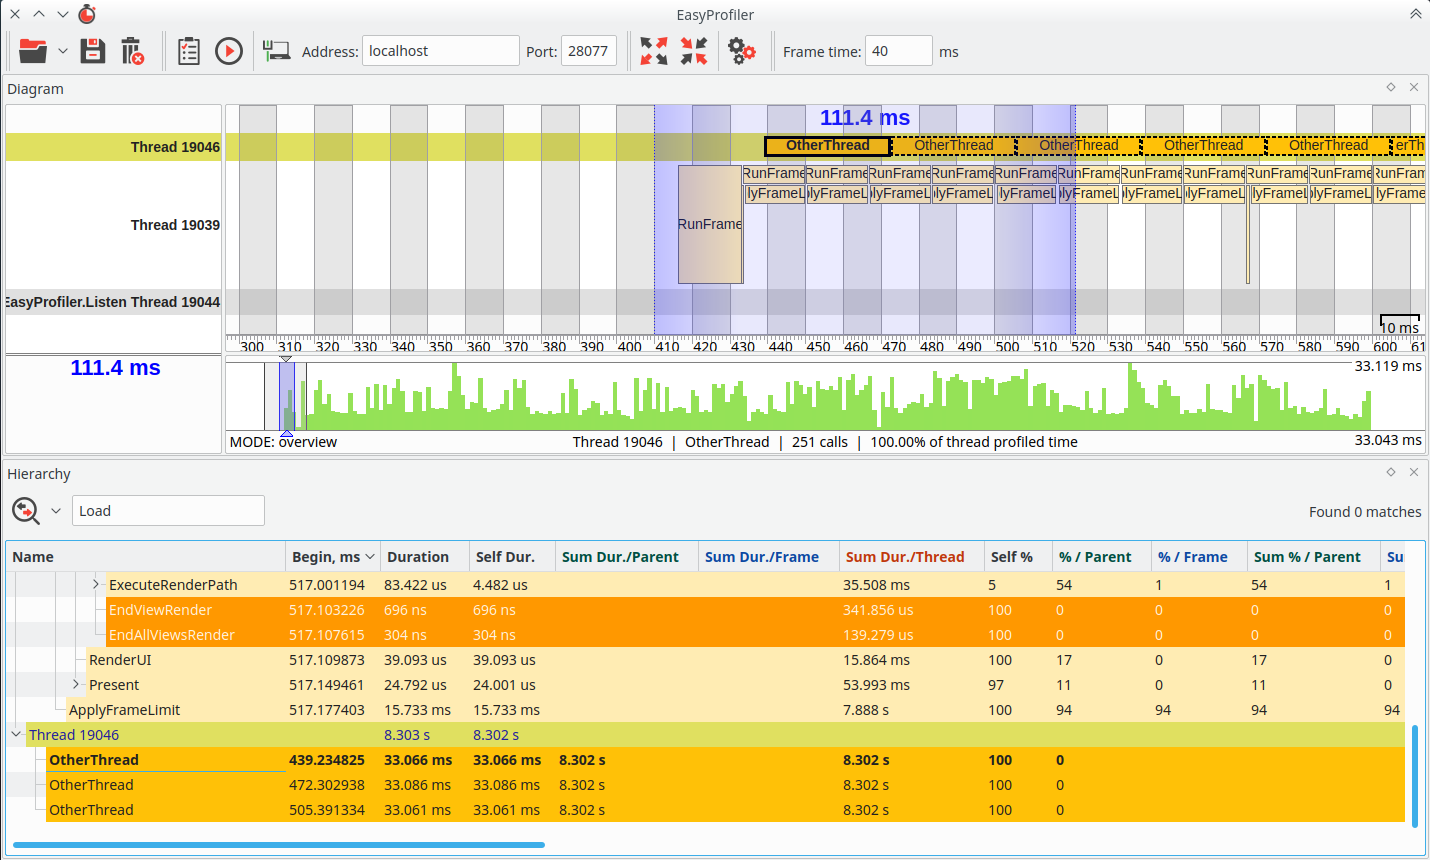 EasyProfiler
Address: localhost Port: 28077 Frame time: 40 ms
Diagram
111.4 ms
Thread 19046 OtherThread OtherThread OtherThread OtherThread OtherThread erTh
RunFrame RunFrame RunFrame RunFrame RunFrame RunFrame RunFrame RunFrame RunFrame RunFrame RunFram
lyFrameL lyFrameL lyFrameL lyFrameL lyFrameL lyFrameL lyFrameL lyFrameL lyFrameL lyFrameL lyFrameL
Thread 19039 RunFrame
EasyProfiler.Listen Thread 19044
10 ms
300 310 320 330 340 350 360 370 380 390 400 410 420 430 440 450 460 470 480 490 500 510 520 530 540 550 560 570 580 590 600 61
111.4 ms 33.119 ms
MODE: overview Thread 19046 | OtherThread | 251 calls | 100.00% of thread profiled time 33.043 ms
Hierarchy
Load Found 0 matches
Name Begin, ms Duration Self Dur. Sum Dur./Parent Sum Dur./Frame Sum Dur./Thread Self % % / Parent % / Frame Sum % / Parent Su
ExecuteRenderPath 517.001194 83.422 us 4.482 us 35.508 ms 5 54 1 54 1
EndViewRender 517.103226 696 ns 696 ns 341.856 us 100 0 0 0 0
EndAllViewsRender 517.107615 304 ns 304 ns 139.279 us 100 0 0 0 0
RenderUI 517.109873 39.093 us 39.093 us 15.864 ms 100 17 0 17 0
Present 517.149461 24.792 us 24.001 us 53.993 ms 97 11 0 11 0
ApplyFrameLimit 517.177403 15.733 ms 15.733 ms 7.888 s 100 94 94 94 94
Thread 19046 8.303 s 8.302 s
OtherThread 439.234825 33.066 ms 33.066 ms 8.302 s 8.302 s 100 0
OtherThread 472.302938 33.086 ms 33.086 ms 8.302 s 8.302 s 100 0
OtherThread 505.391334 33.061 ms 33.061 ms 8.302 s 8.302 s 100 0